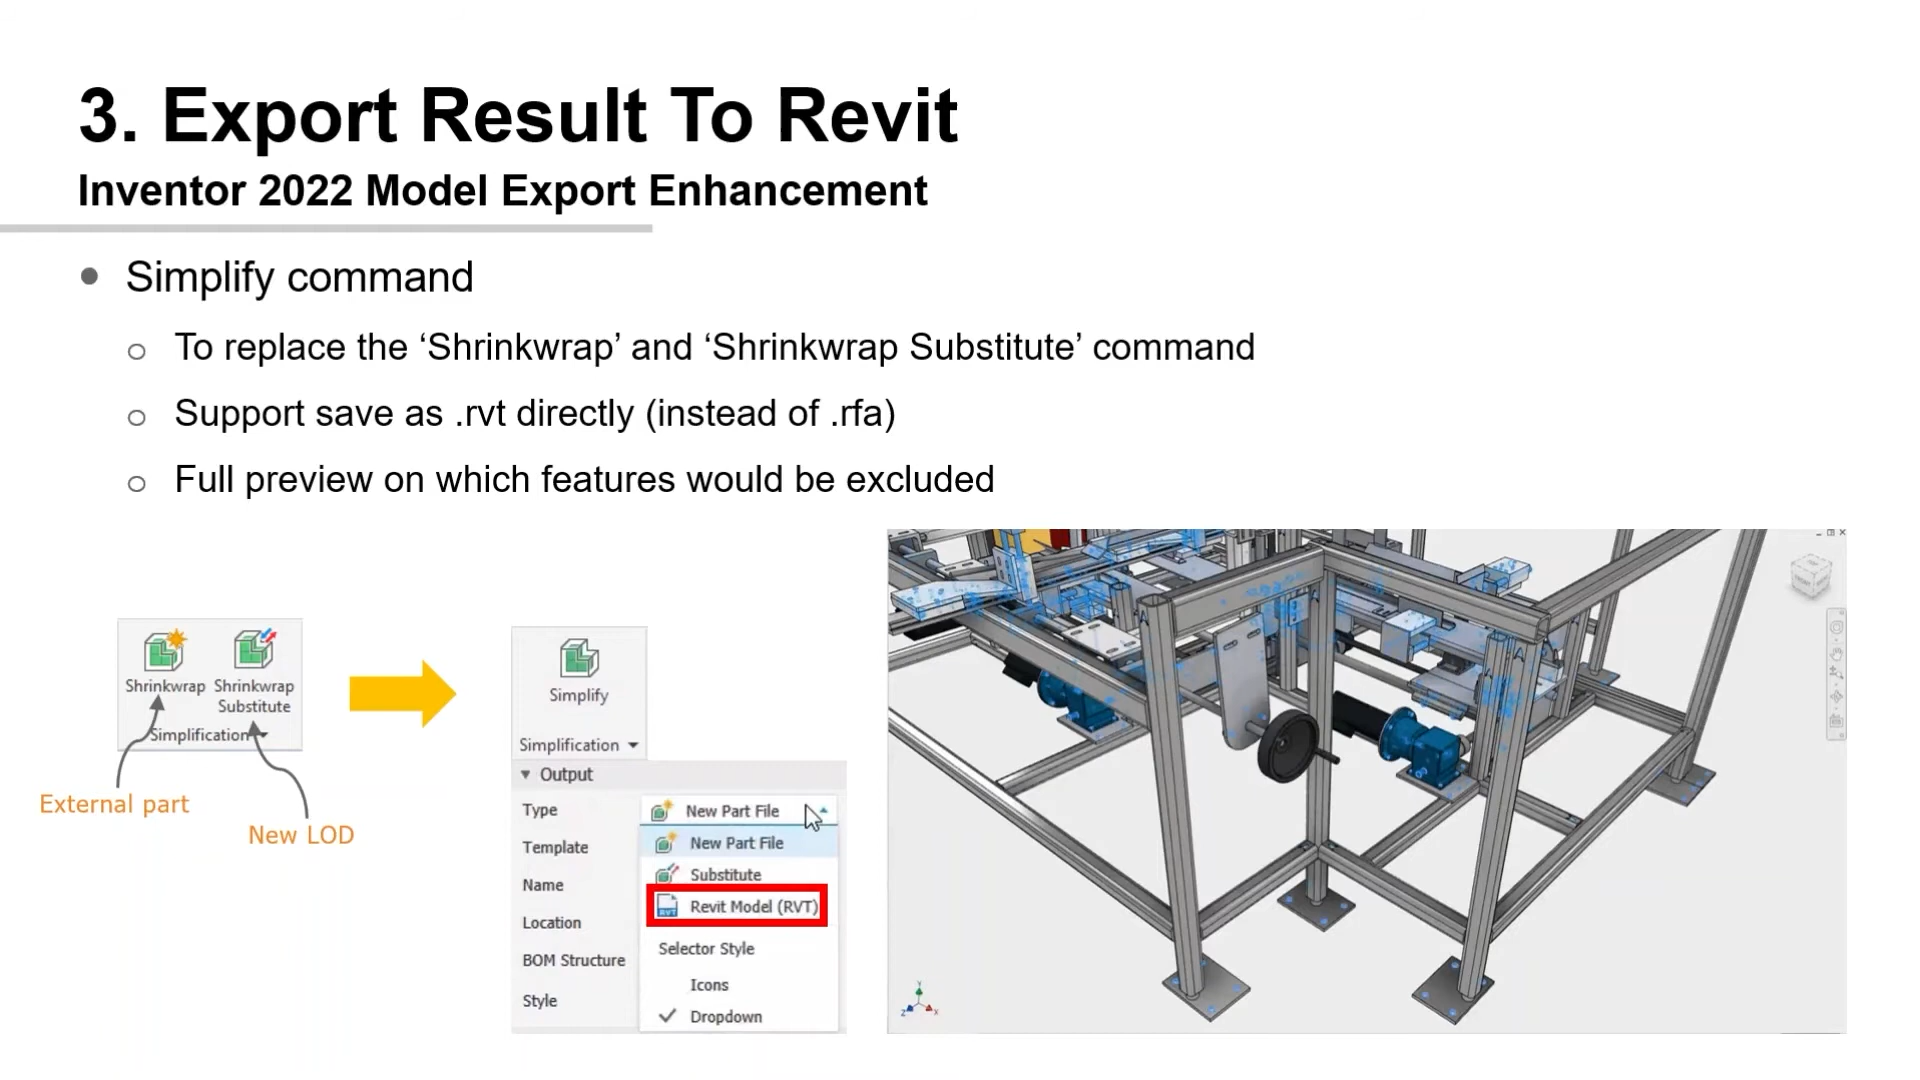 3. Export Result To Revit
Inventor 2022 Model Export Enhancement
Simplify command
To replace the ‘Shrinkwrap’ and ‘Shrinkwrap Substitute’ command
Support save as .rvt directly (instead of .rfa)
Full preview on which features would be excluded
Shrinkwrap
Shrinkwrap
Substitute
Simplification
External part
New LOD
Simplify
Simplification
Output
Type
New Part File
New Part File
Template
Substitute
Name
Revit Model (RVT)
Location
Selector Style
BOM Structure
Icons
Style
Dropdown
Y
Z
X